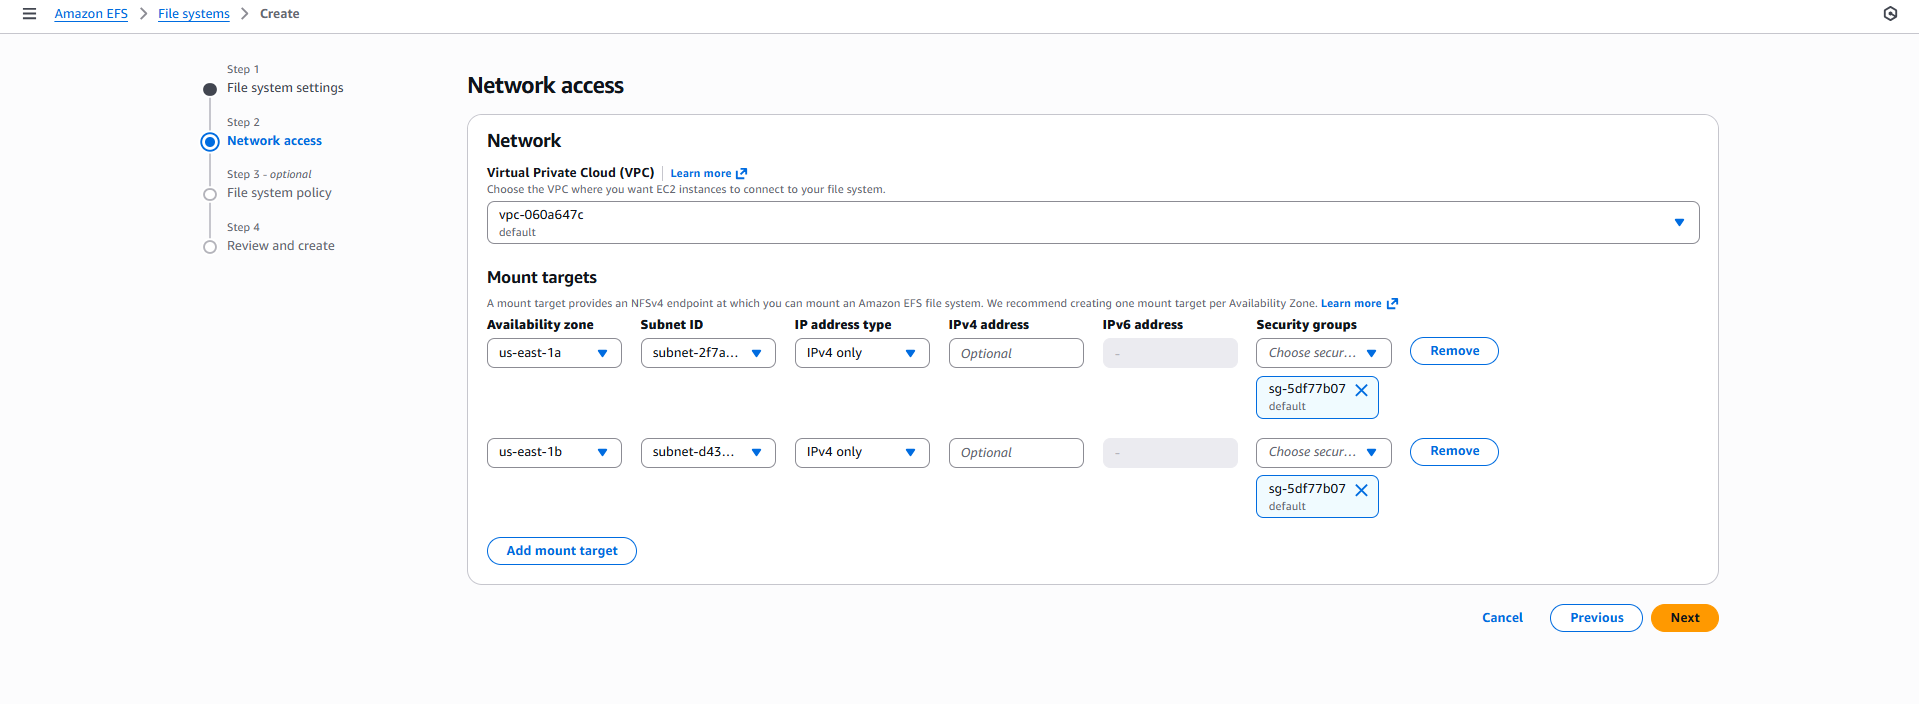 Amazon EFS > File systems > Create
Step 1
File system settings
Step 2
Network access
Step 3 - optional
File system policy
Step 4
Review and create
Network access
Network
Virtual Private Cloud (VPC) | Learn more
Choose the VPC where you want EC2 instances to connect to your file system.
vpc-060a647c
default
Mount targets
A mount target provides an NFSv4 endpoint at which you can mount an Amazon EFS file system. We recommend creating one mount target per Availability Zone. Learn more
Availability zone Subnet ID IP address type IPv4 address IPv6 address Security groups
us-east-1a subnet-2f7a... IPv4 only Optional - Choose secur... Remove
sg-5df77b07
default
us-east-1b subnet-d43... IPv4 only Optional - Choose secur... Remove
sg-5df77b07
default
Add mount target
Cancel Previous Next